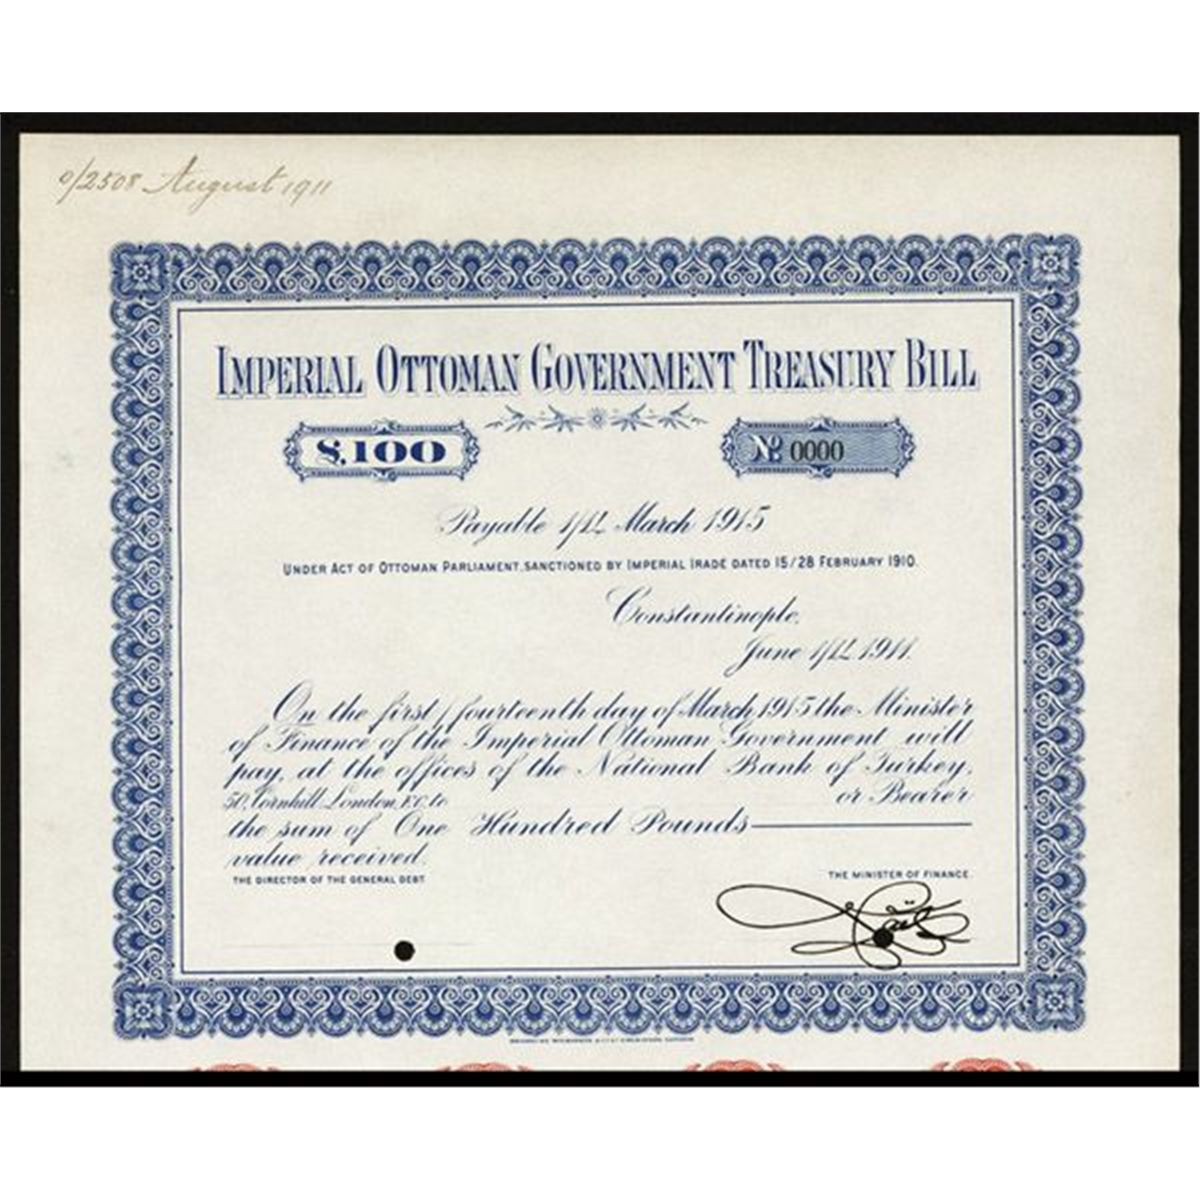 o/2508 August 1911
IMPERIAL OTTOMAN GOVERNMENT TREASURY BILL
№ 0000
Payable 1/14 March 1915
UNDER ACT OF OTTOMAN PARLIAMENT, SANCTIONED BY IMPERIAL IRADÉ DATED 15/28 FEBRUARY 1910.
Constantinople,
June 1/14 1911.
On the first/fourteenth day of March 1915 the Minister
of Finance of the Imperial Ottoman Government will
pay, at the offices of the National Bank of Turkey,
50, Cornhill, London, E.C. to or Bearer
the sum of One Hundred Pounds
value received.
THE DIRECTOR OF THE GENERAL DEBT THE MINISTER OF FINANCE